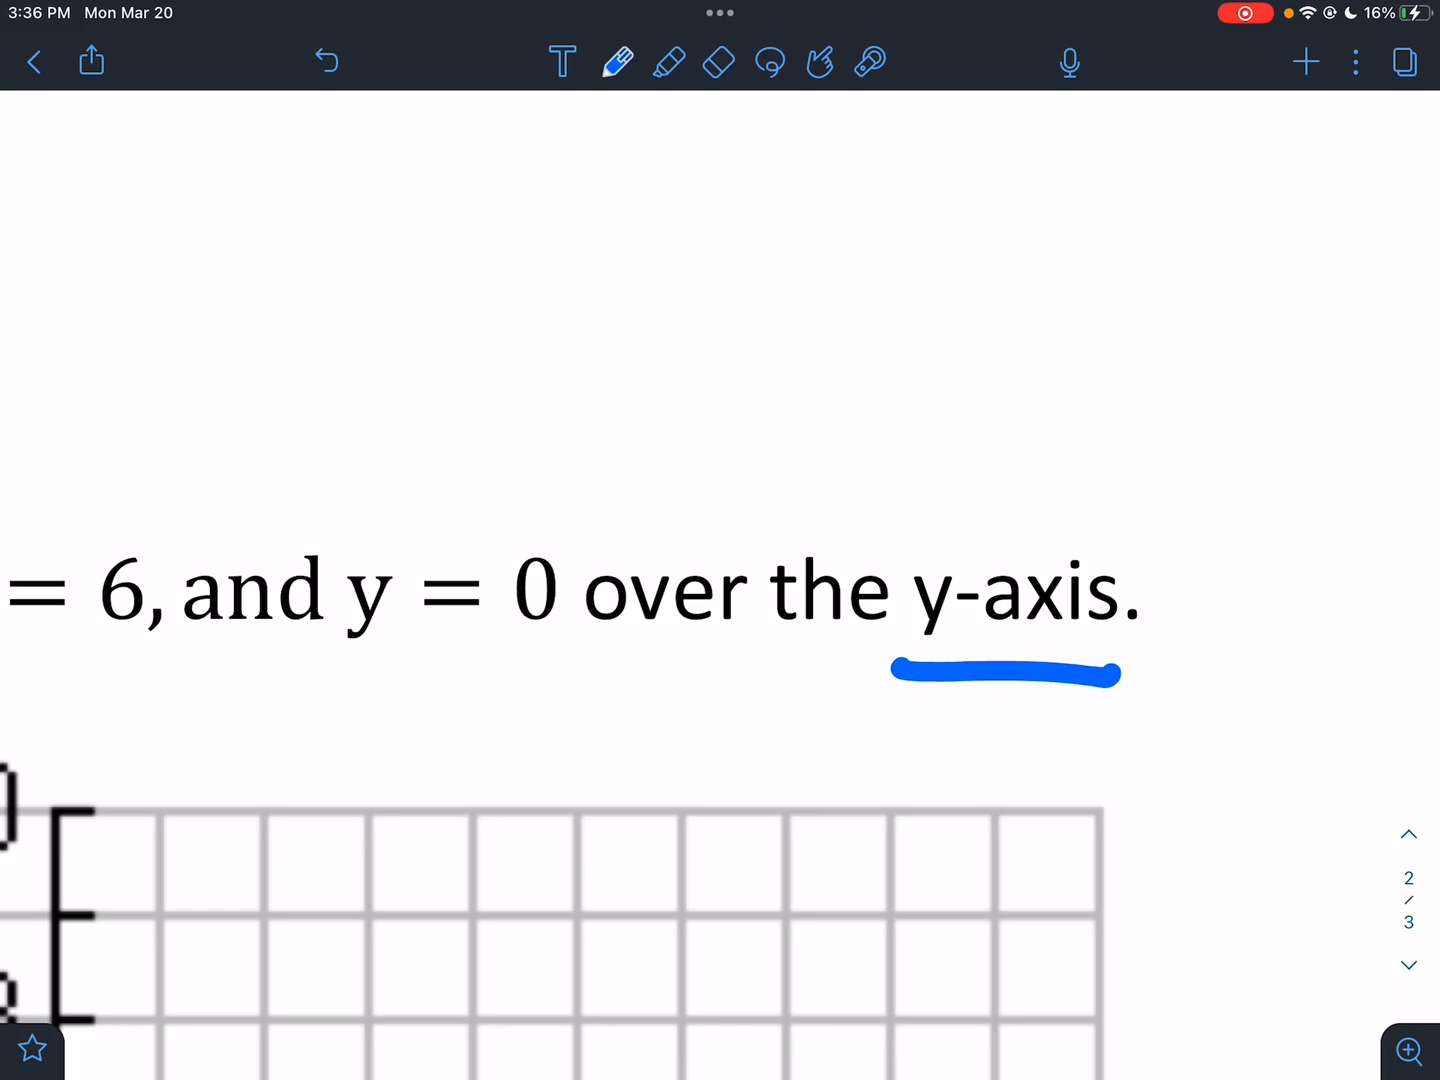 3:36 PM Mon Mar 20
16%
= 6, and y = 0 over the y-axis.
2
/
3